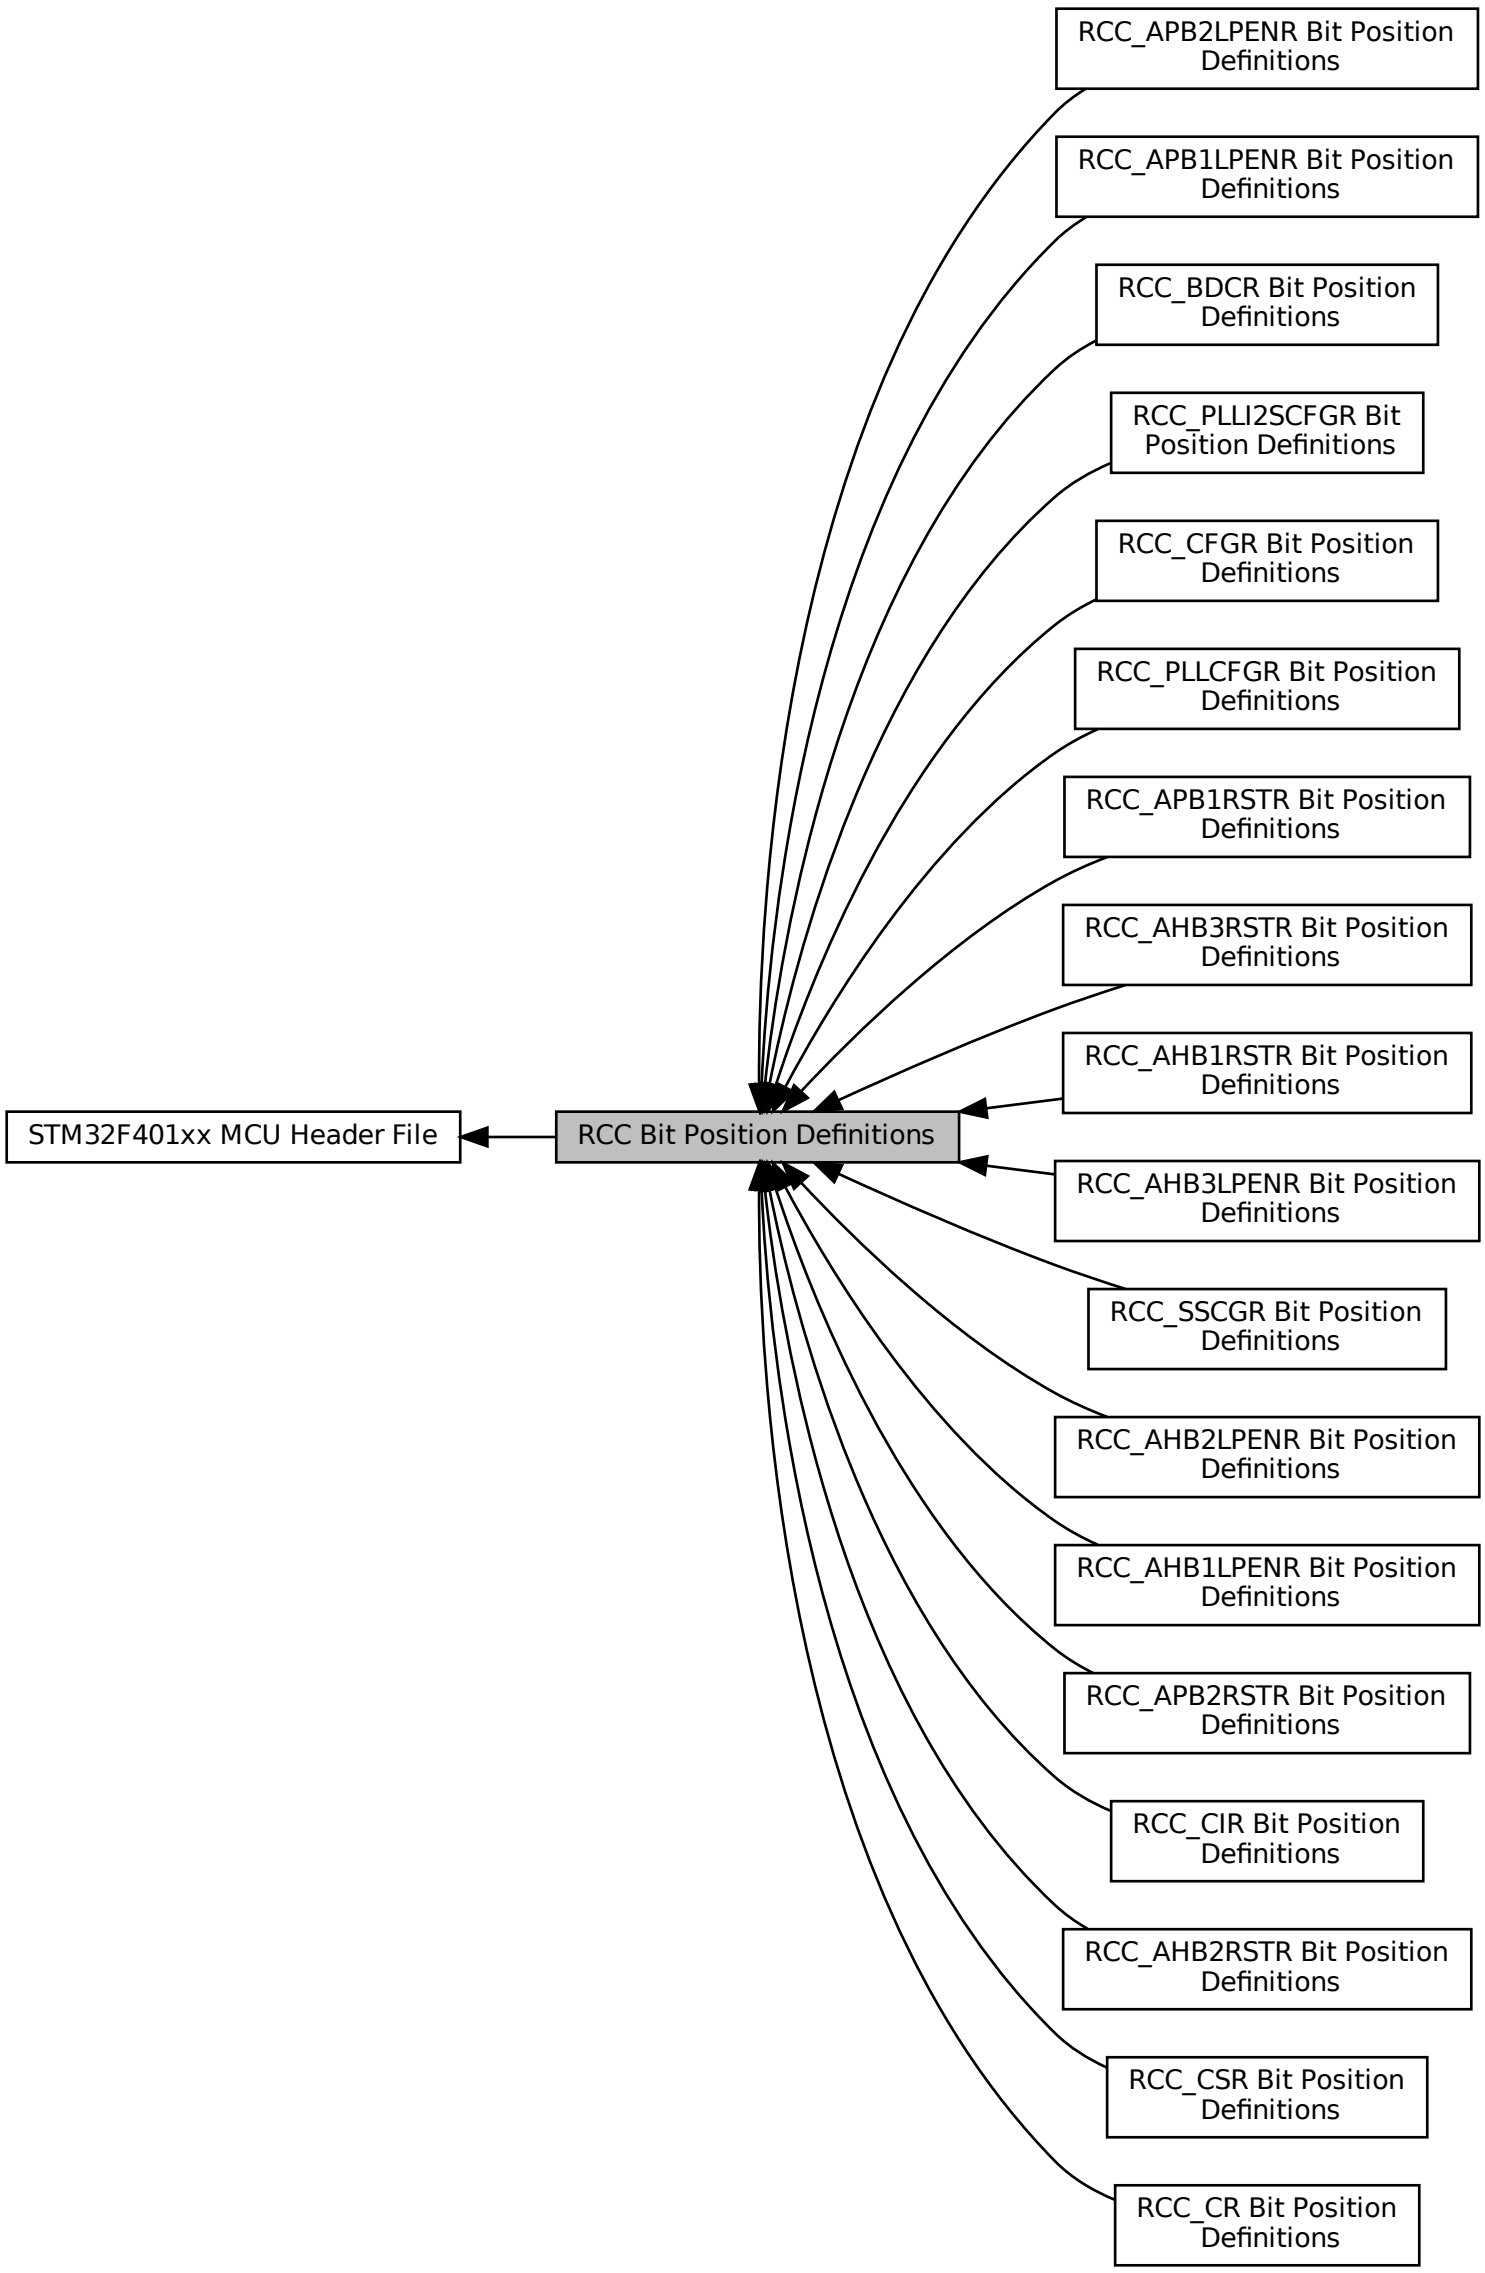 RCC_APB2LPENR Bit Position
Definitions
RCC_APB1LPENR Bit Position
Definitions
RCC_BDCR Bit Position
Definitions
RCC_PLLI2SCFGR Bit
Position Definitions
RCC_CFGR Bit Position
Definitions
RCC_PLLCFGR Bit Position
Definitions
RCC_APB1RSTR Bit Position
Definitions
RCC_AHB3RSTR Bit Position
Definitions
RCC_AHB1RSTR Bit Position
Definitions
STM32F401xx MCU Header File
RCC Bit Position Definitions
RCC_AHB3LPENR Bit Position
Definitions
RCC_SSCGR Bit Position
Definitions
RCC_AHB2LPENR Bit Position
Definitions
RCC_AHB1LPENR Bit Position
Definitions
RCC_APB2RSTR Bit Position
Definitions
RCC_CIR Bit Position
Definitions
RCC_AHB2RSTR Bit Position
Definitions
RCC_CSR Bit Position
Definitions
RCC_CR Bit Position
Definitions